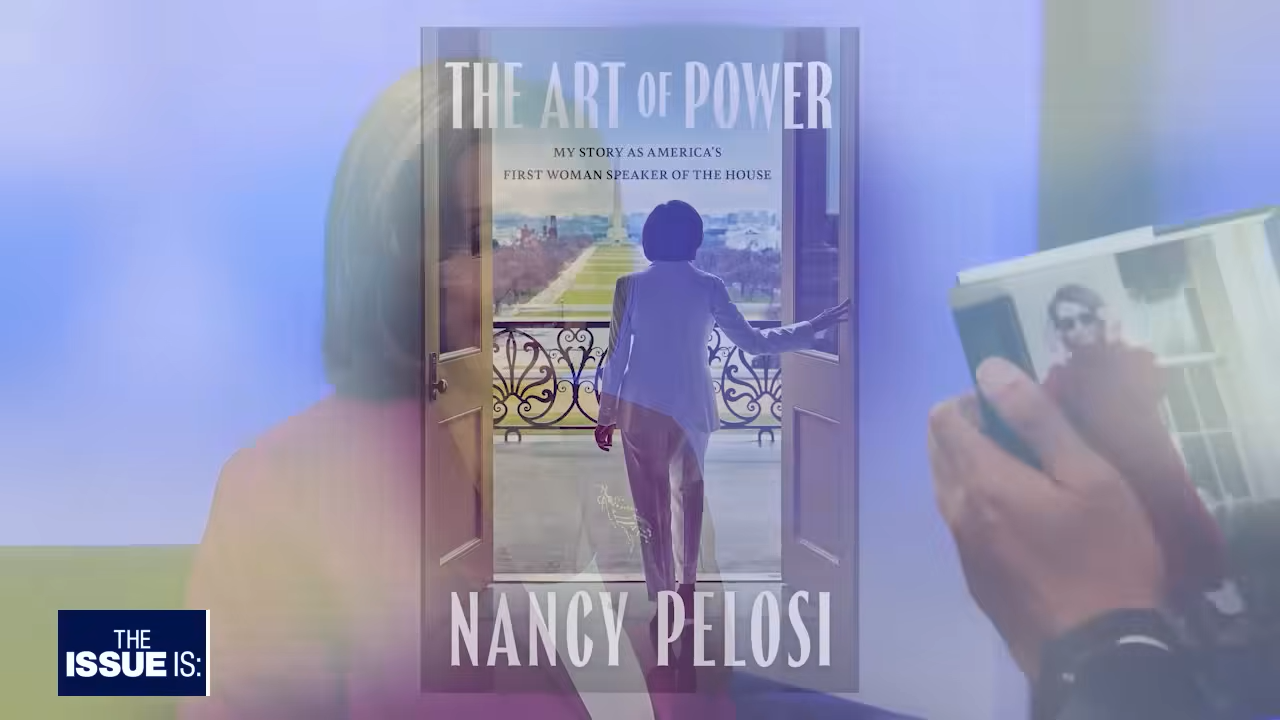 THE ART OF POWER
MY STORY AS AMERICA'S
FIRST WOMAN SPEAKER OF THE HOUSE
NANCY PELOSI
THE
ISSUE IS: